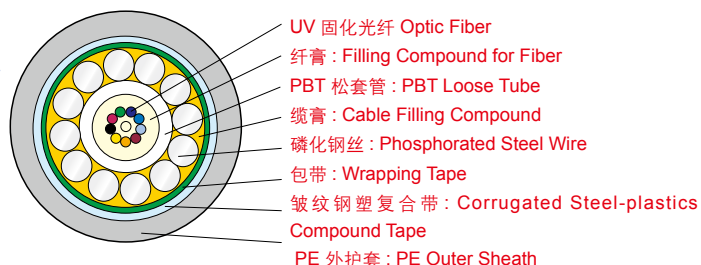 UV 固化光纤 Optic Fiber
纤膏 : Filling Compound for Fiber
PBT 松套管 : PBT Loose Tube
缆膏 : Cable Filling Compound
磷化钢丝 : Phosphorated Steel Wire
包带 : Wrapping Tape
皱纹钢塑复合带 : Corrugated Steel-plastics
Compound Tape
PE 外护套 : PE Outer Sheath